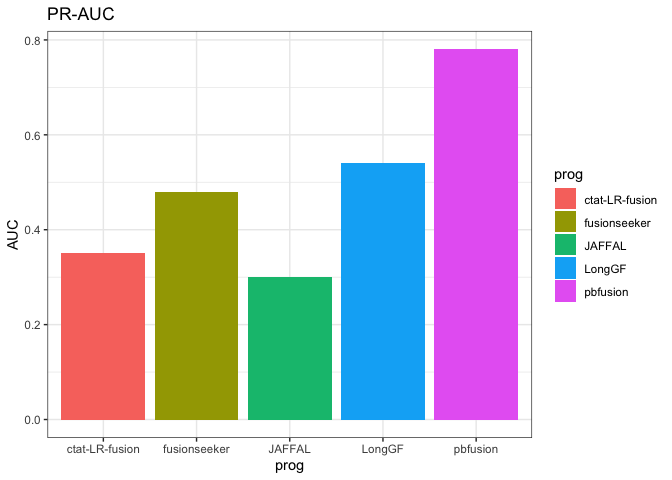 PR-AUC
AUC
0.8
0.6
0.4
0.2
0.0
ctat-LR-fusion
fusionseeker
JAFFAL
LongGF
pbfusion
prog
prog
ctat-LR-fusion
fusionseeker
JAFFAL
LongGF
pbfusion